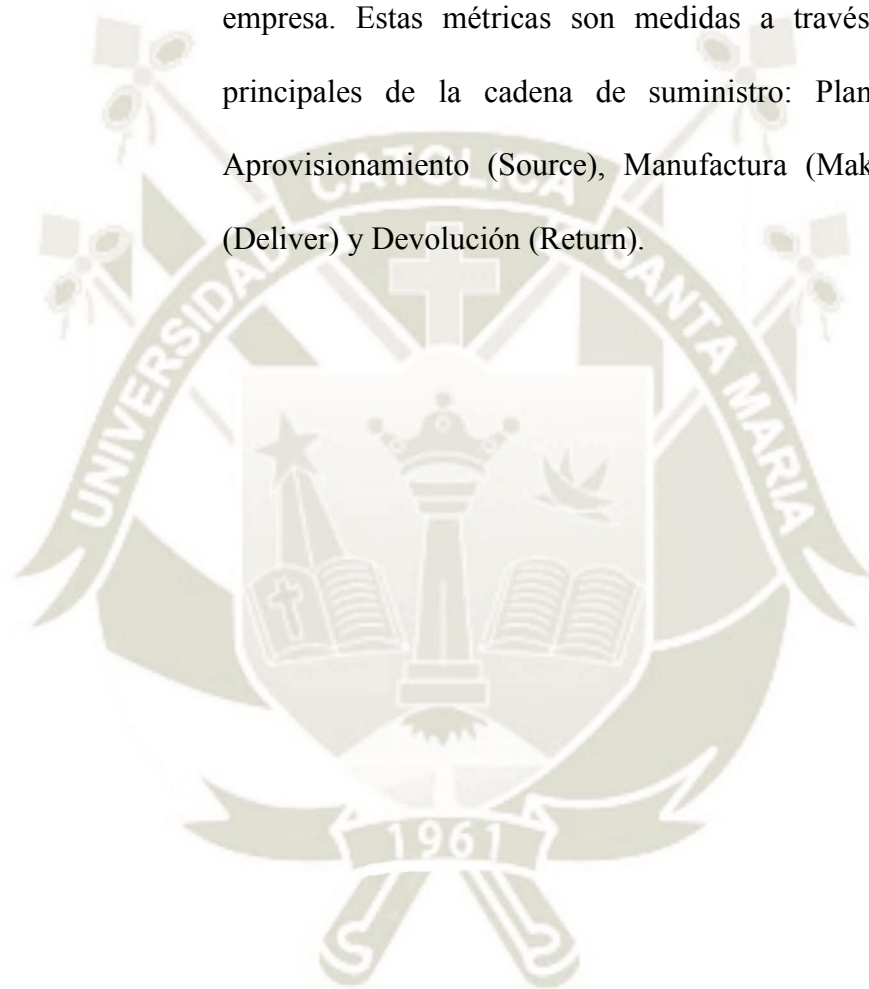 empresa. Estas métricas son medidas a través
principales de la cadena de suministro: Plan
Aprovisionamiento (Source), Manufactura (Mak
(Deliver) y Devolución (Return).
UNIVERSIDAD CATOLICA SANTA MARIA
1961